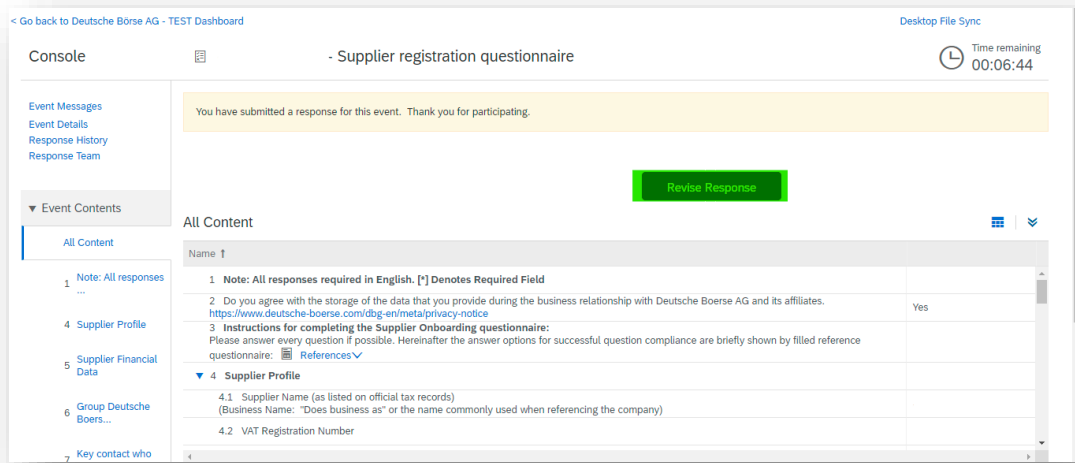 < Go back to Deutsche Börse AG - TEST Dashboard
Desktop File Sync
Console
- Supplier registration questionnaire
Time remaining
00:06:44
Event Messages
Event Details
Response History
Response Team
You have submitted a response for this event. Thank you for participating.
Revise Response
▼ Event Contents
All Content
1 Note: All responses
...
4 Supplier Profile
5 Supplier Financial
Data
6 Group Deutsche
Boers...
7 Key contact who
All Content
Name ↑
1 Note: All responses required in English. [*] Denotes Required Field
2 Do you agree with the storage of the data that you provide during the business relationship with Deutsche Boerse AG and its affiliates.
https://www.deutsche-boerse.com/dbg-en/meta/privacy-notice
Yes
3 Instructions for completing the Supplier Onboarding questionnaire:
Please answer every question if possible. Hereinafter the answer options for successful question compliance are briefly shown by filled reference
questionnaire: References
▼ 4 Supplier Profile
4.1 Supplier Name (as listed on official tax records)
(Business Name: "Does business as" or the name commonly used when referencing the company)
4.2 VAT Registration Number